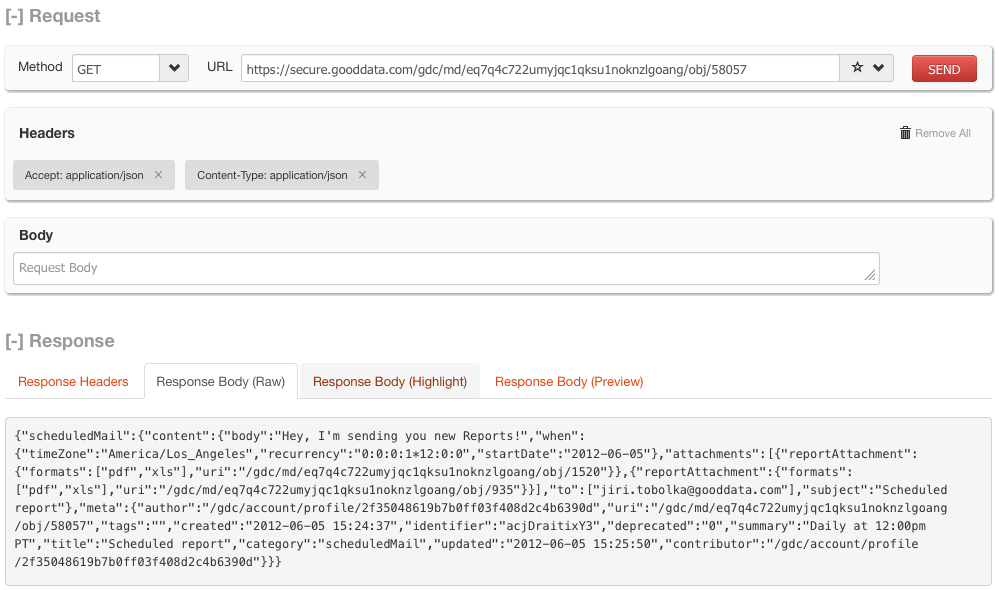 [-] Request
Method GET URL https://secure.gooddata.com/gdc/md/eq7q4c722umyjqc1qksu1noknzlgoang/obj/58057 SEND
Headers Remove All
Accept: application/json × Content-Type: application/json ×
Body
Request Body
[-] Response
Response Headers Response Body (Raw) Response Body (Highlight) Response Body (Preview)
{"scheduledMail":{"content":{"body":"Hey, I'm sending you new Reports!","when":
{"timeZone":"America/Los_Angeles","recurrency":"0:0:0:1*12:0:0","startDate":"2012-06-05"},"attachments":[{"reportAttachment":
{"formats":["pdf","xls"],"uri":"/gdc/md/eq7q4c722umyjqc1qksu1noknzlgoang/obj/1520"}},{"reportAttachment":{"formats":
["pdf","xls"],"uri":"/gdc/md/eq7q4c722umyjqc1qksu1noknzlgoang/obj/935"}}],"to":["jiri.tobolka@gooddata.com"],"subject":"Scheduled
report"},"meta":{"author":"/gdc/account/profile/2f35048619b7b0ff03f408d2c4b6390d","uri":"/gdc/md/eq7q4c722umyjqc1qksu1noknzlgoang
/obj/58057","tags":"","created":"2012-06-05 15:24:37","identifier":"acjDraitixY3","deprecated":"0","summary":"Daily at 12:00pm
PT","title":"Scheduled report","category":"scheduledMail","updated":"2012-06-05 15:25:50","contributor":"/gdc/account/profile
/2f35048619b7b0ff03f408d2c4b6390d"}}}